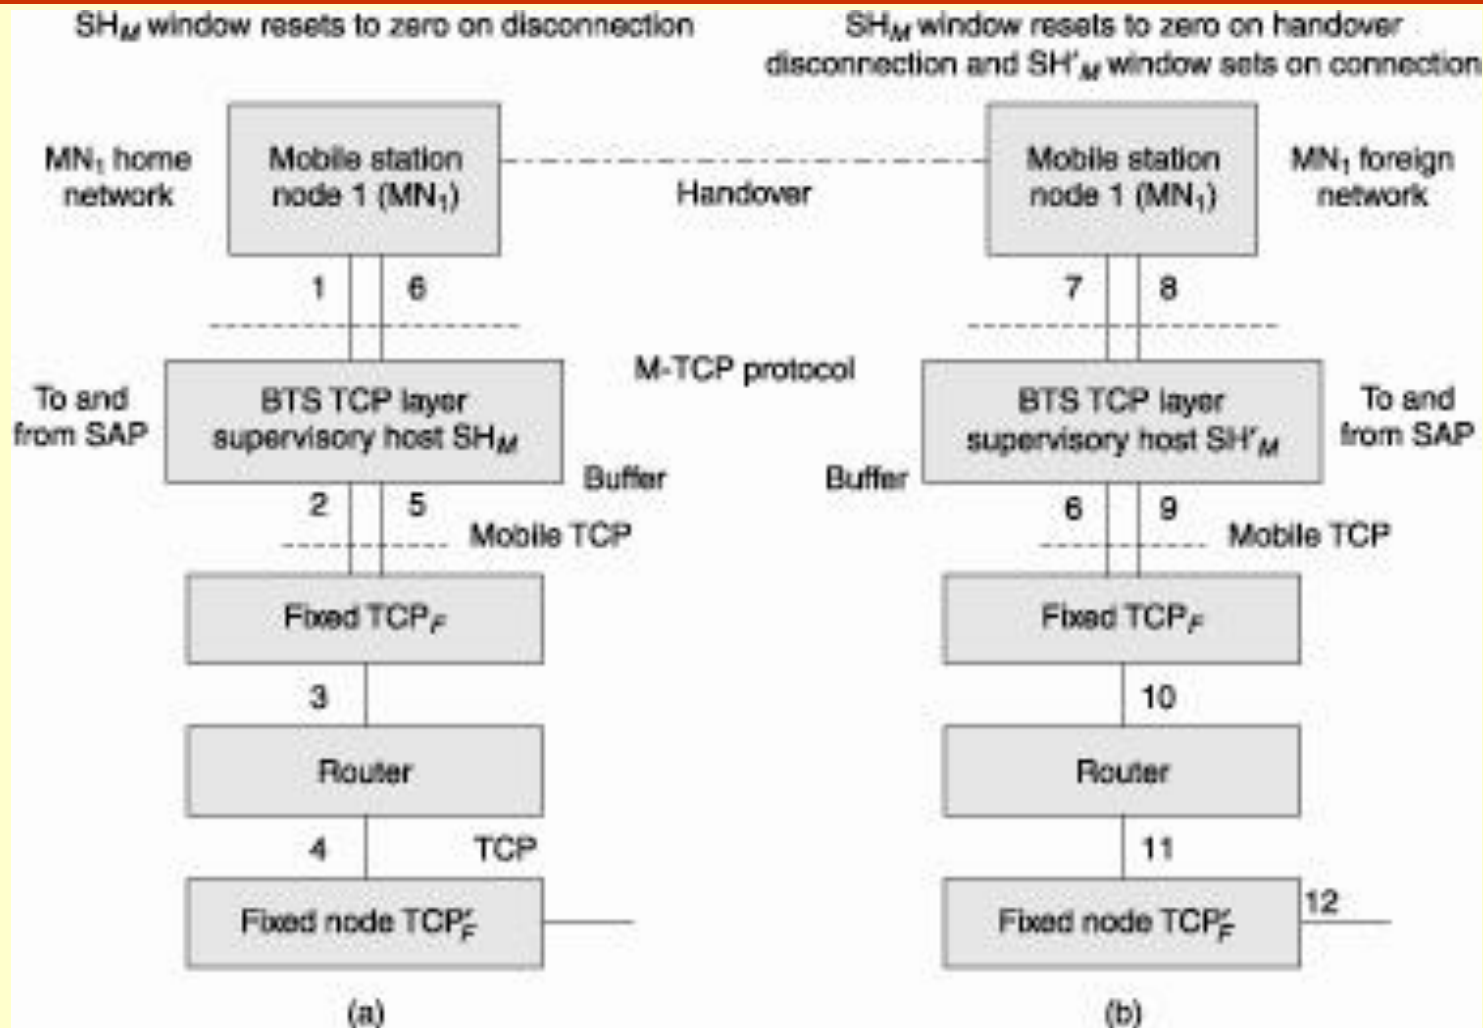 SH_M window resets to zero on disconnection
SH_M window resets to zero on handover
disconnection and SH'_M window sets on connection
MN₁ home
network
Mobile station
node 1 (MN₁)
Handover
Mobile station
node 1 (MN₁)
MN₁ foreign
network
1
6
7
8
To and
from SAP
BTS TCP layer
supervisory host SH_M
M-TCP protocol
BTS TCP layer
supervisory host SH'_M
To and
from SAP
Buffer
Buffer
2
5
Mobile TCP
6
9
Mobile TCP
Fixed TCP_F
Fixed TCP_F
3
10
Router
Router
4
TCP
11
Fixed node TCP'_F
Fixed node TCP'_F
12
(a)
(b)